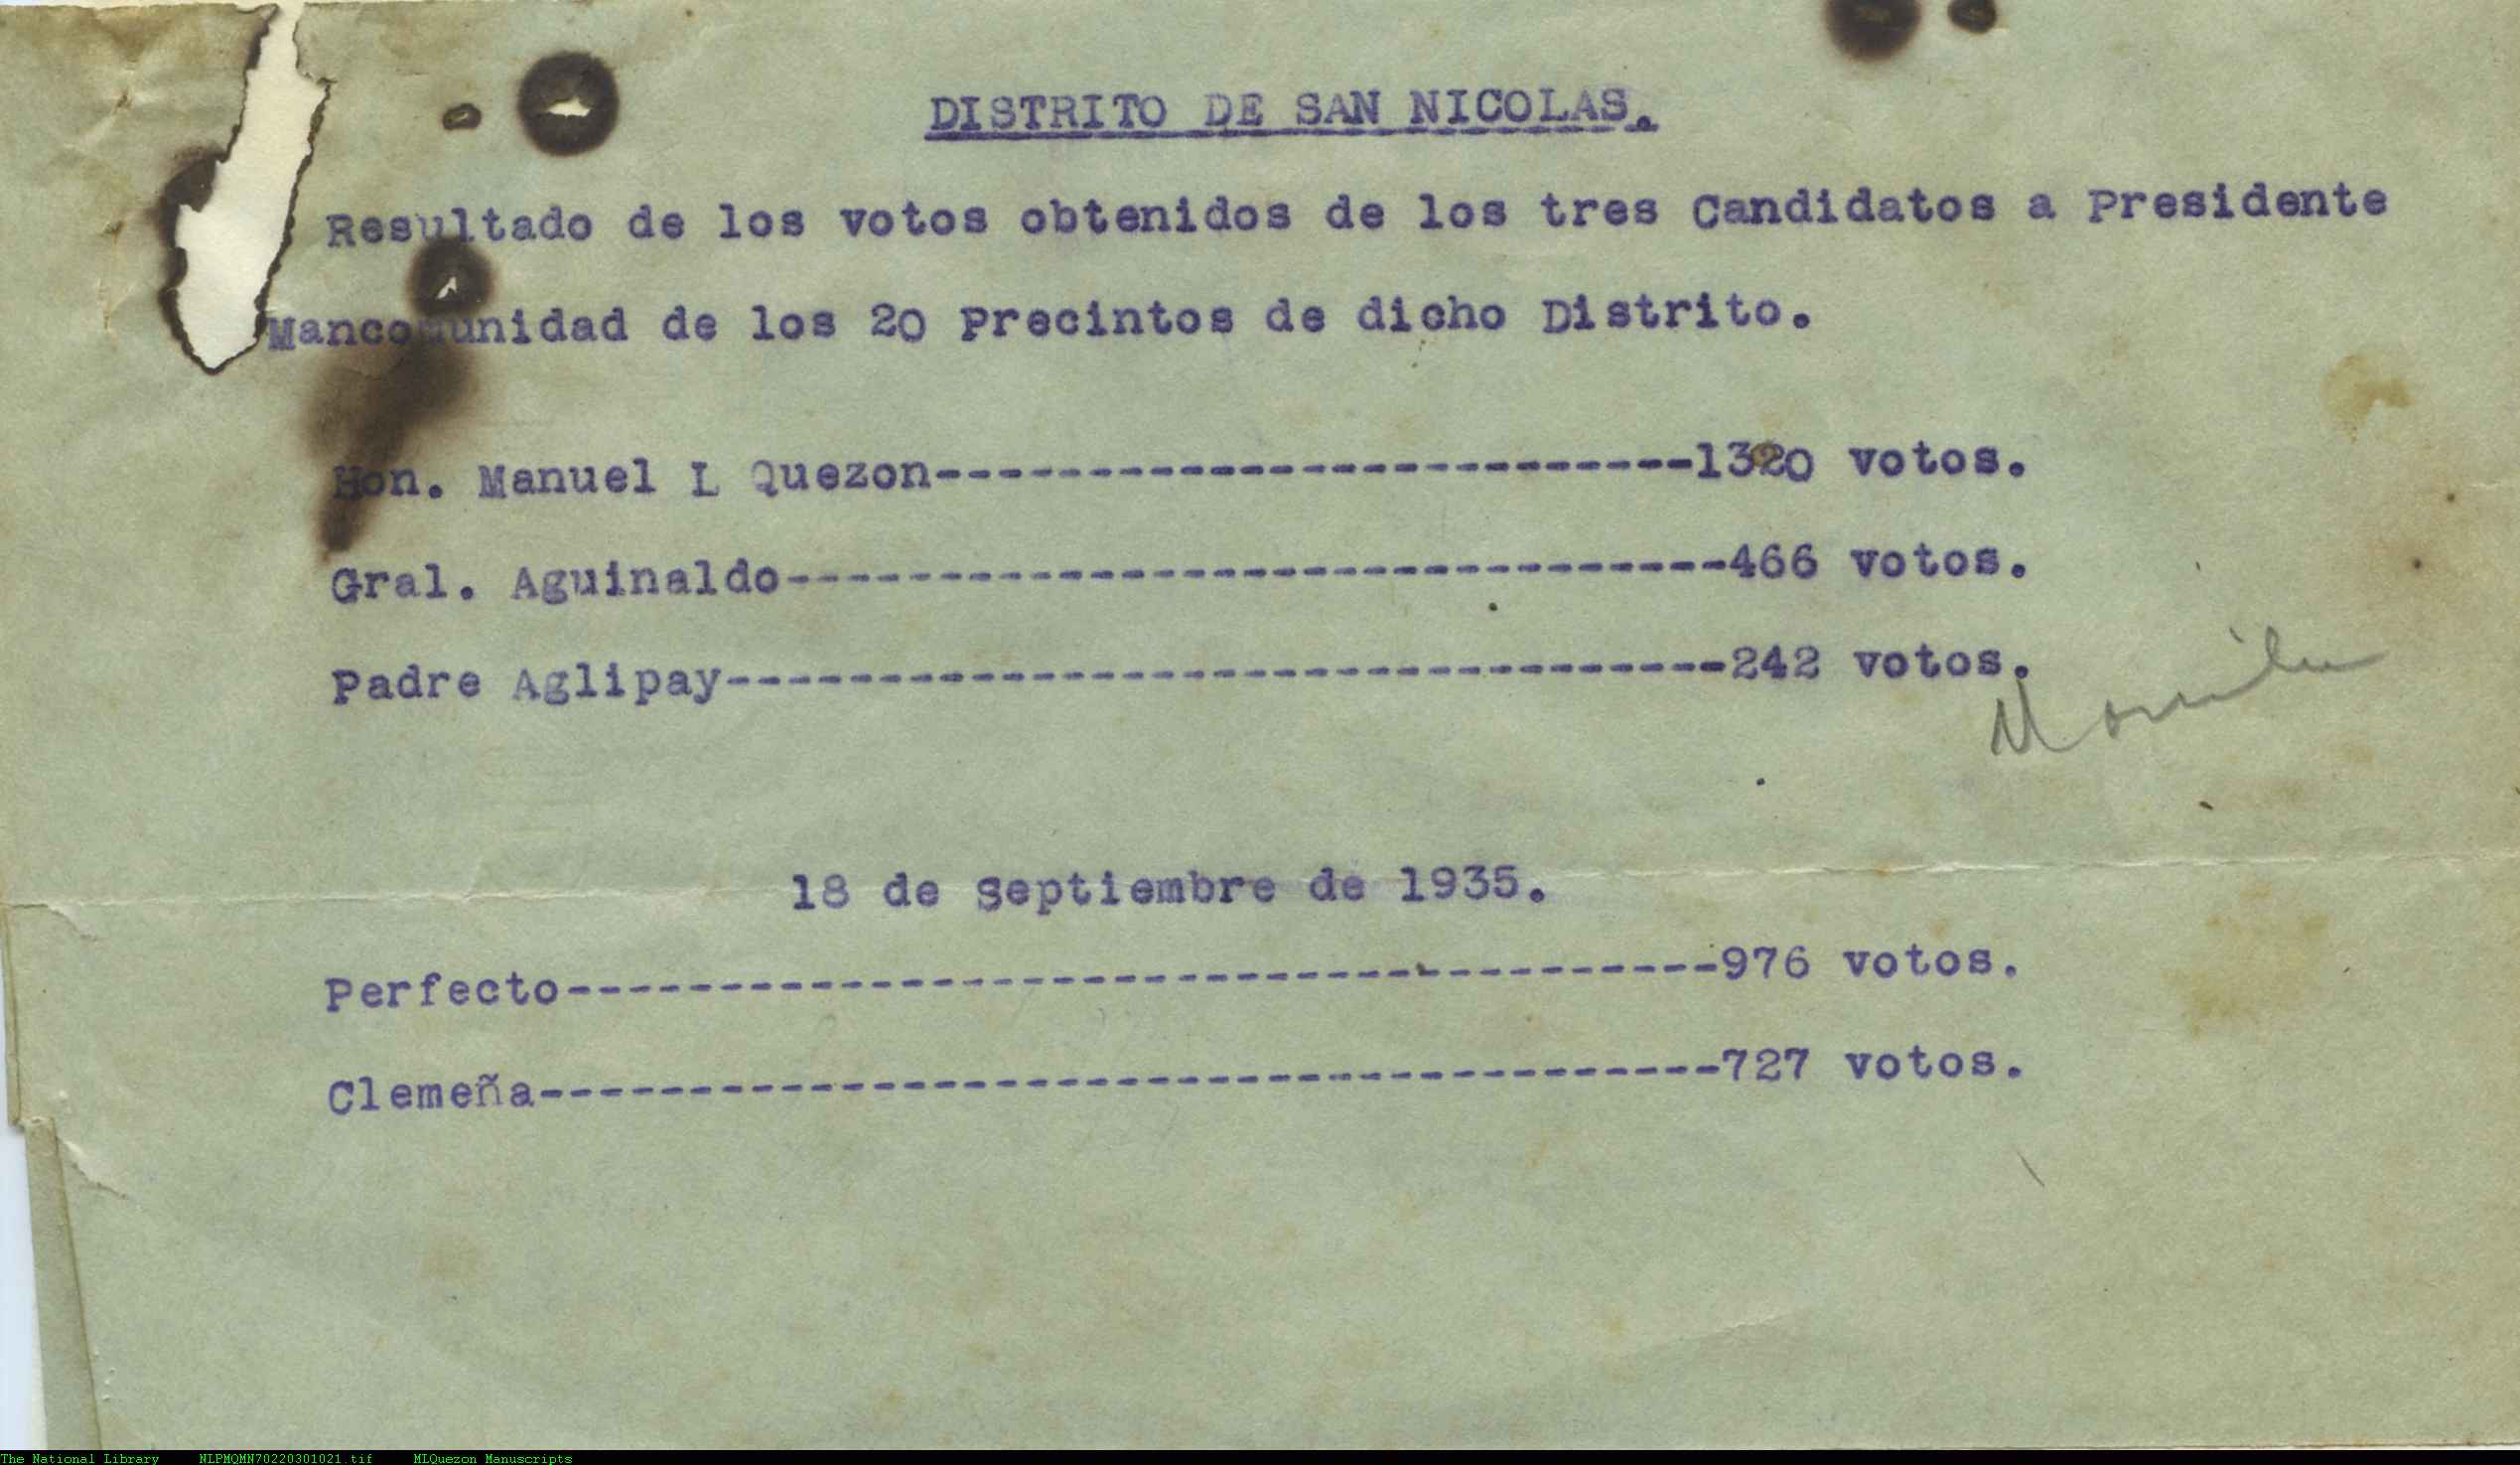 DISTRITO DE SAN NICOLAS.
Resultado de los votos obtenidos de los tres Candidatos a Presidente
Mancomunidad de los 20 Precintos de dicho Distrito.
Hon. Manuel L Quezon-------------------------1320 votos.
Gral. Aguinaldo-------------------------------466 votos.
Padre Aglipay---------------------------------242 votos.
Manila
18 de Septiembre de 1935.
Perfecto--------------------------------------976 votos.
Clemeña---------------------------------------727 votos.
The National Library NLPMQMN70220301021.tif MLQuezon Manuscripts